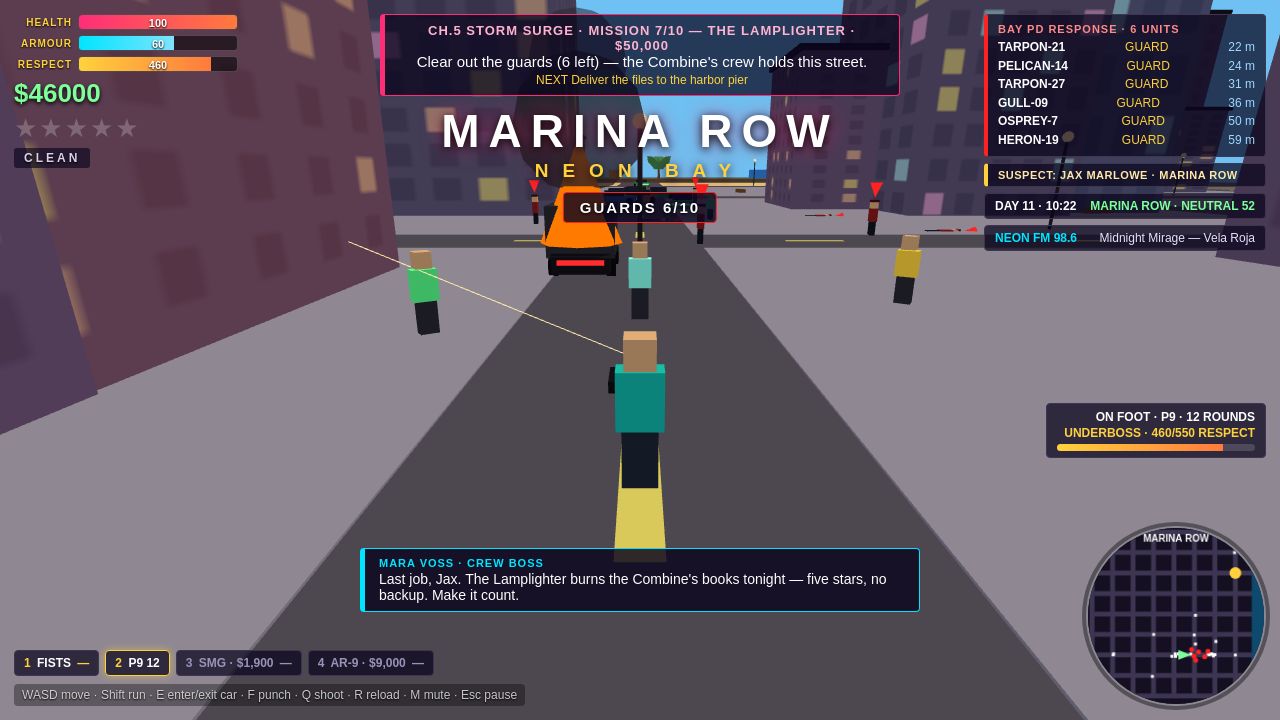 HEALTH 100
ARMOUR 60
RESPECT 460
$46000
CLEAN
CH.5 STORM SURGE · MISSION 7/10 — THE LAMPLIGHTER ·
$50,000
Clear out the guards (6 left) — the Combine's crew holds this street.
NEXT Deliver the files to the harbor pier
MARINA ROW
NEON BAY
GUARDS 6/10
BAY PD RESPONSE · 6 UNITS
TARPON-21 GUARD 22 m
PELICAN-14 GUARD 24 m
TARPON-27 GUARD 31 m
GULL-09 GUARD 36 m
OSPREY-7 GUARD 50 m
HERON-19 GUARD 59 m
SUSPECT: JAX MARLOWE · MARINA ROW
DAY 11 · 10:22 MARINA ROW · NEUTRAL 52
NEON FM 98.6 Midnight Mirage — Vela Roja
ON FOOT · P9 · 12 ROUNDS
UNDERBOSS · 460/550 RESPECT
MARINA ROW
MARA VOSS · CREW BOSS
Last job, Jax. The Lamplighter burns the Combine's books tonight — five stars, no
backup. Make it count.
1 FISTS — 2 P9 12 3 SMG · $1,900 — 4 AR-9 · $9,000 —
WASD move · Shift run · E enter/exit car · F punch · Q shoot · R reload · M mute · Esc pause